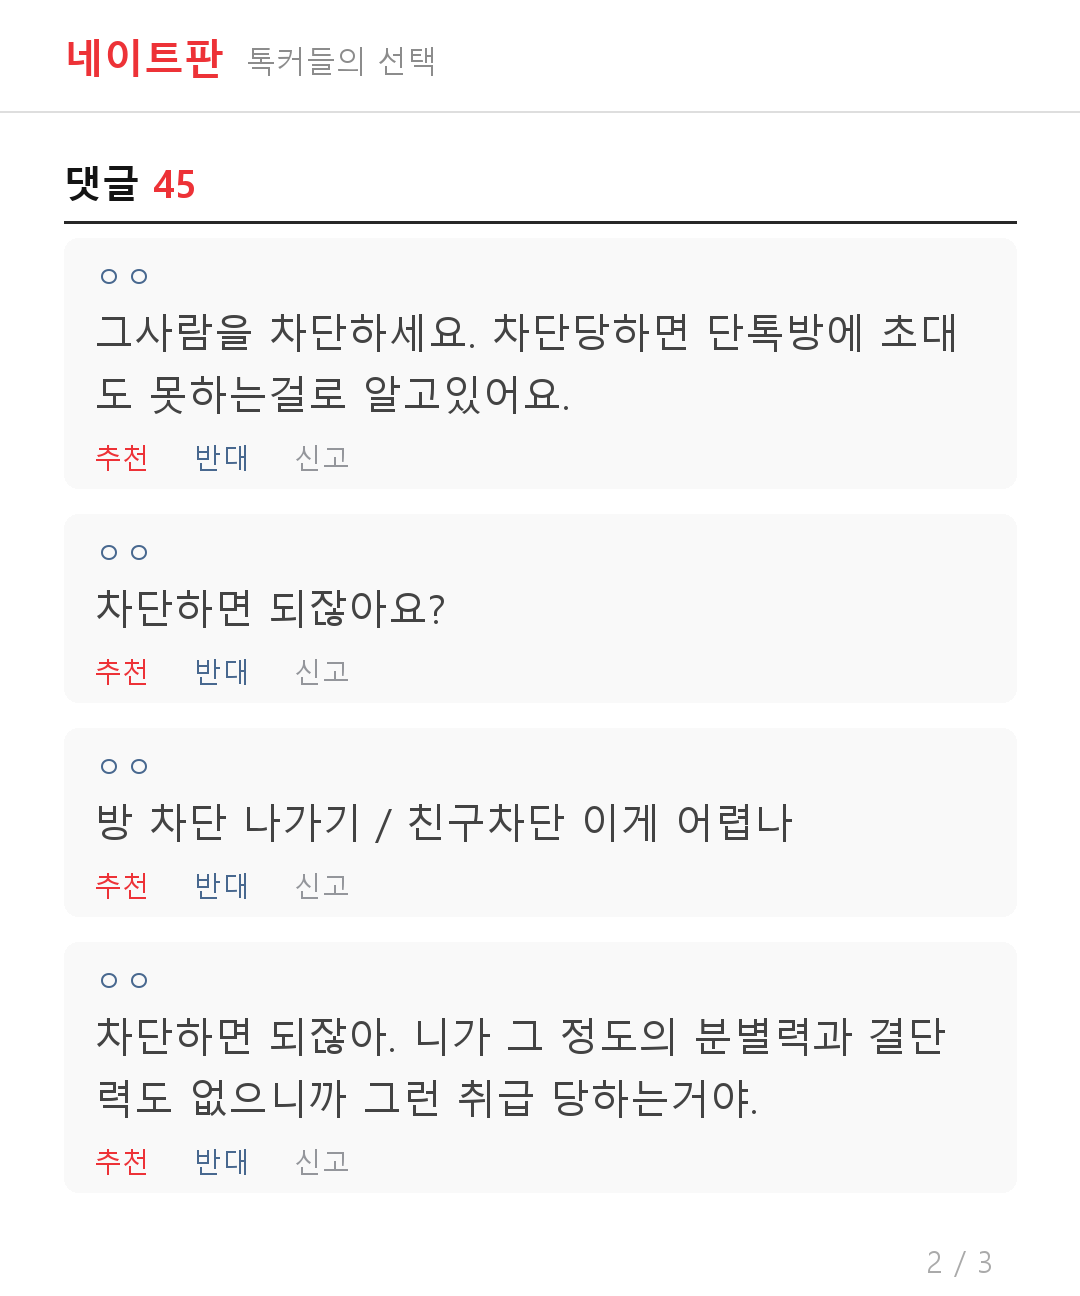 네이트판 톡커들의 선택
댓글 45
ㅇㅇ
그사람을 차단하세요. 차단당하면 단톡방에 초대
도 못하는걸로 알고있어요.
추천 반대 신고
ㅇㅇ
차단하면 되잖아요?
추천 반대 신고
ㅇㅇ
방 차단 나가기 / 친구차단 이게 어렵나
추천 반대 신고
ㅇㅇ
차단하면 되잖아. 니가 그 정도의 분별력과 결단
력도 없으니까 그런 취급 당하는거야.
추천 반대 신고
2 / 3